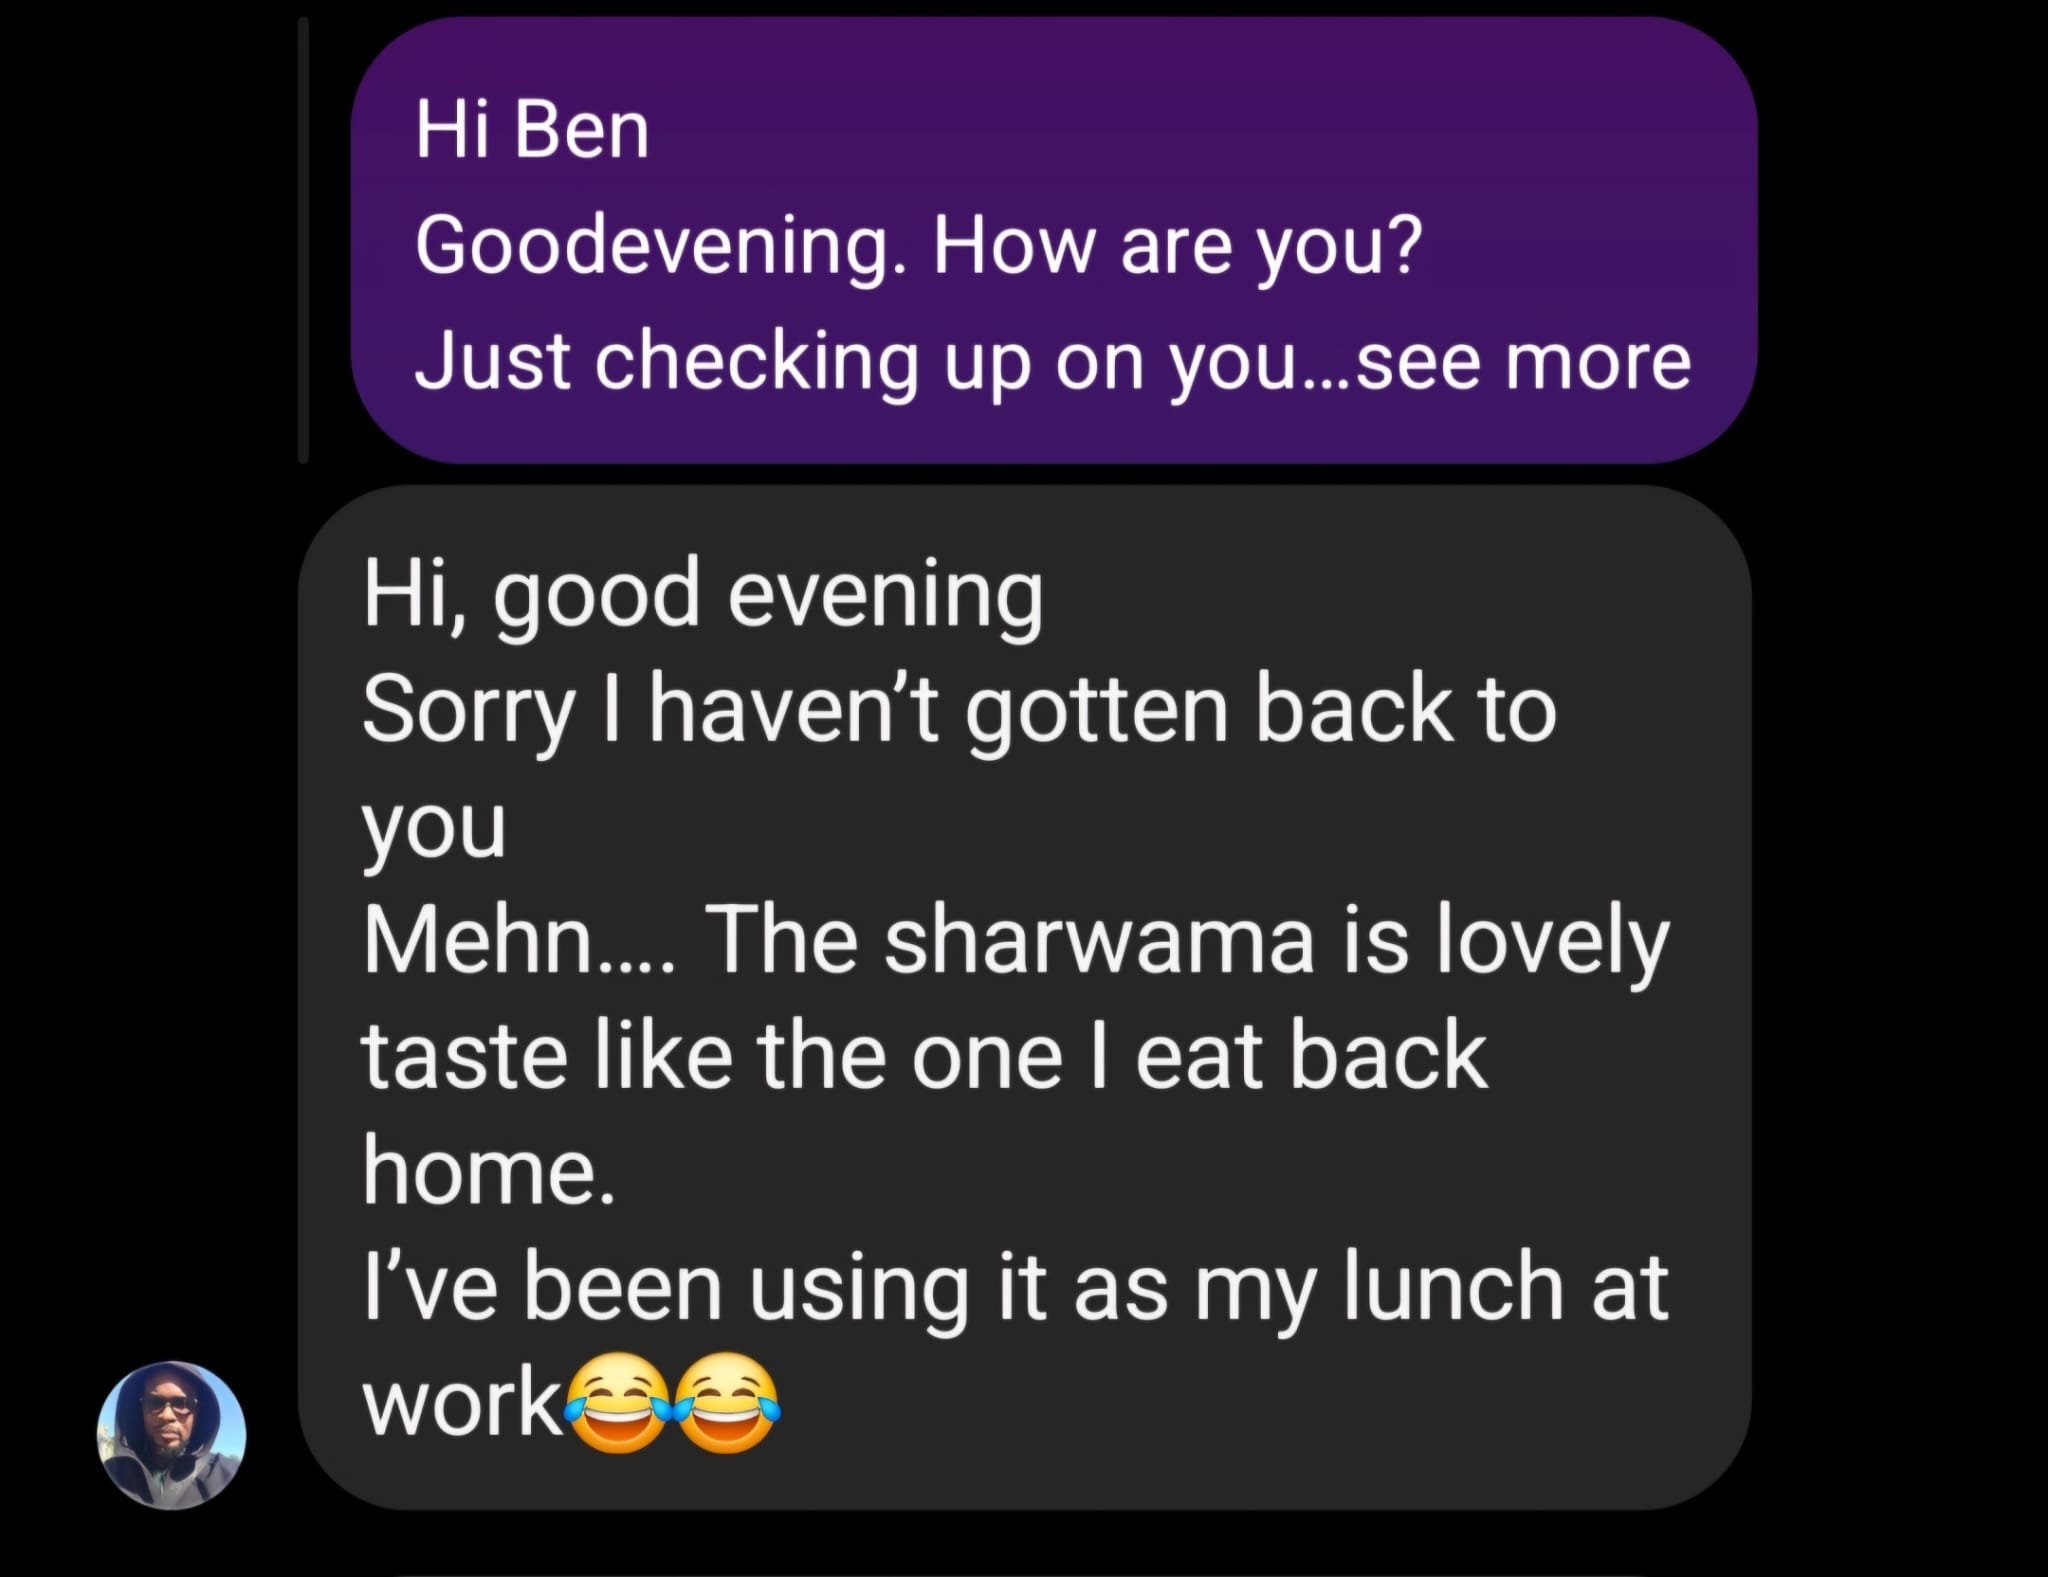 Hi Ben
Goodevening. How are you?
Just checking up on you...see more
Hi, good evening
Sorry I haven’t gotten back to
you
Mehn.... The sharwama is lovely
taste like the one I eat back
home.
I’ve been using it as my lunch at
work😂😂